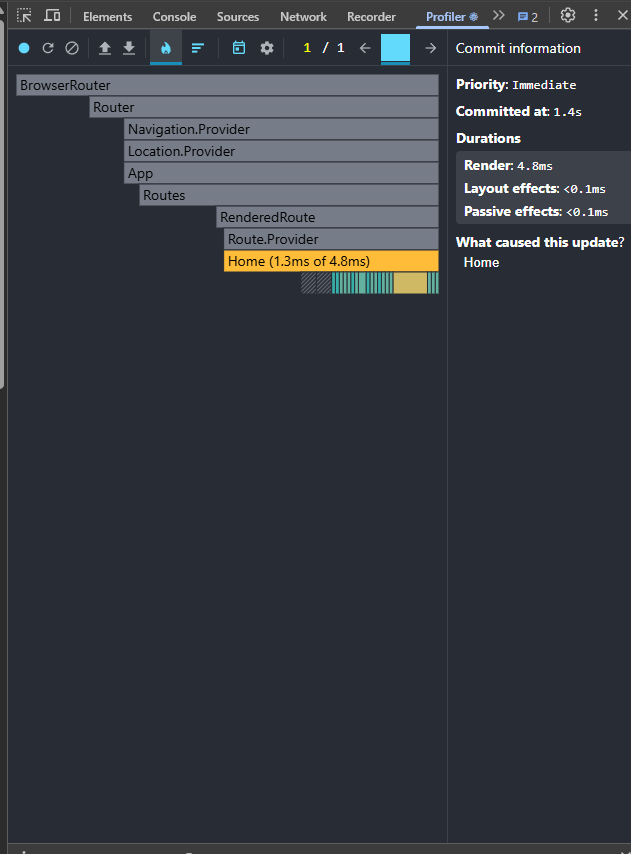 Elements Console Sources Network Recorder Profiler 2
1 / 1
Commit information
BrowserRouter
Router
Navigation.Provider
Location.Provider
App
Routes
RenderedRoute
Route.Provider
Home (1.3ms of 4.8ms)
Priority: Immediate
Committed at: 1.4s
Durations
Render: 4.8ms
Layout effects: <0.1ms
Passive effects: <0.1ms
What caused this update?
Home